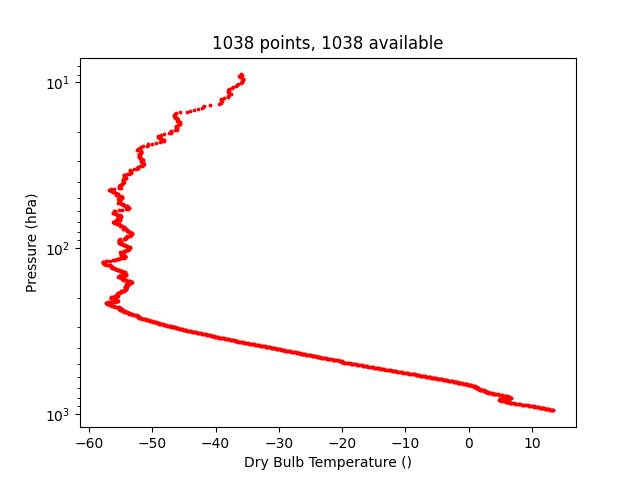 1038 points, 1038 available
10¹
10²
10³
Pressure (hPa)
−60 −50 −40 −30 −20 −10 0 10
Dry Bulb Temperature ()